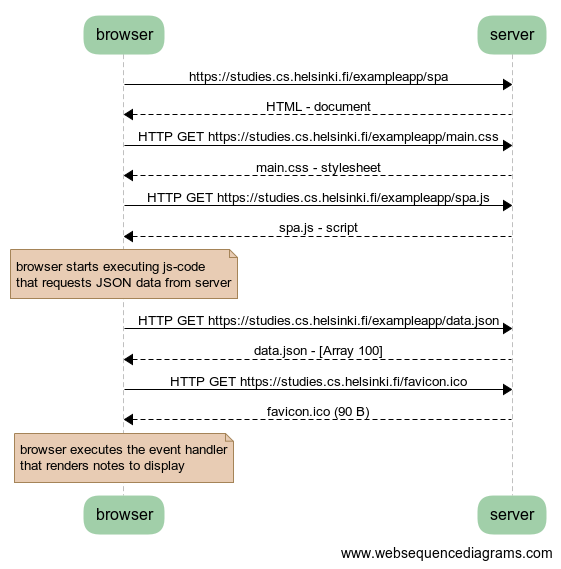 browser
server
https://studies.cs.helsinki.fi/exampleapp/spa
HTML - document
HTTP GET https://studies.cs.helsinki.fi/exampleapp/main.css
main.css - stylesheet
HTTP GET https://studies.cs.helsinki.fi/exampleapp/spa.js
spa.js - script
browser starts executing js-code
that requests JSON data from server
HTTP GET https://studies.cs.helsinki.fi/exampleapp/data.json
data.json - [Array 100]
HTTP GET https://studies.cs.helsinki.fi/favicon.ico
favicon.ico (90 B)
browser executes the event handler
that renders notes to display
browser
server
www.websequencediagrams.com